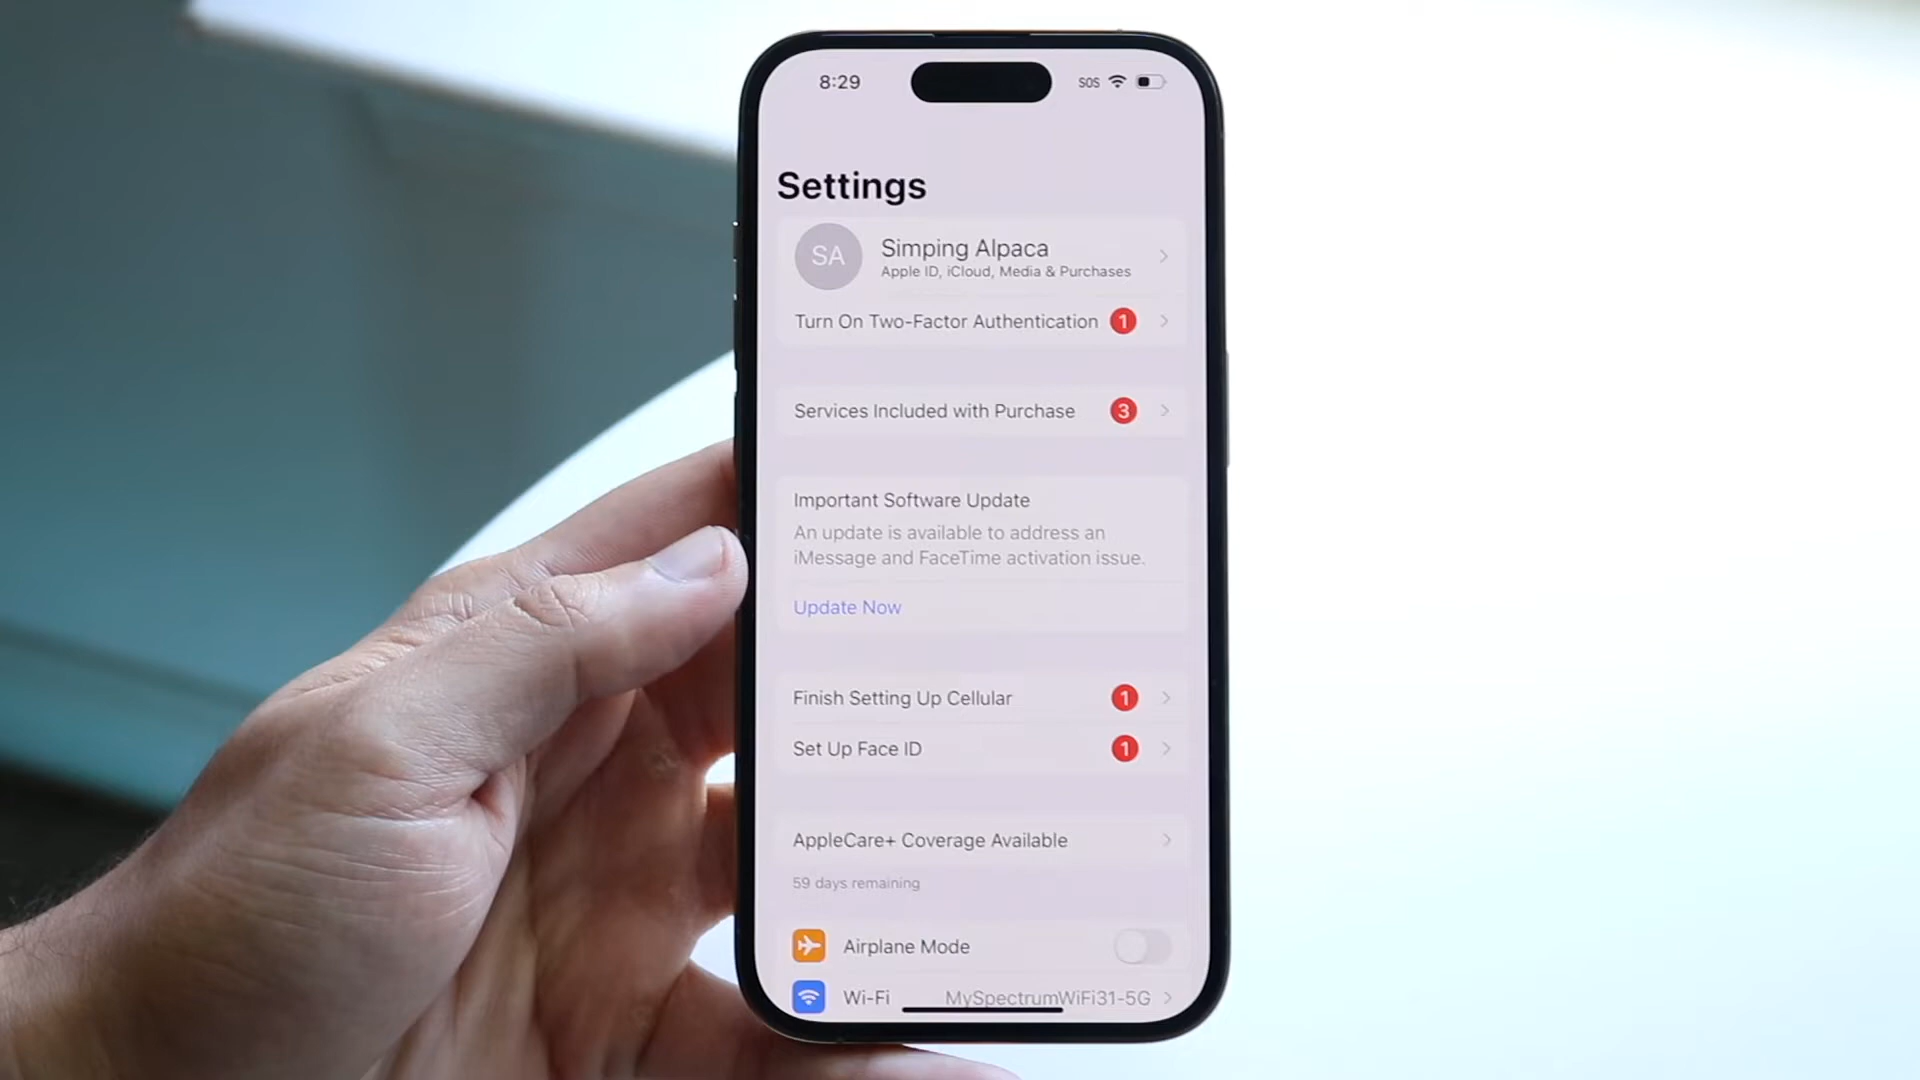 8:29
SOS
Settings
SA
Simping Alpaca
Apple ID, iCloud, Media & Purchases
Turn On Two-Factor Authentication 1
Services Included with Purchase 3
Important Software Update
An update is available to address an
iMessage and FaceTime activation issue.
Update Now
Finish Setting Up Cellular 1
Set Up Face ID 1
AppleCare+ Coverage Available
59 days remaining
Airplane Mode
Wi-Fi MySpectrumWiFi31-5G